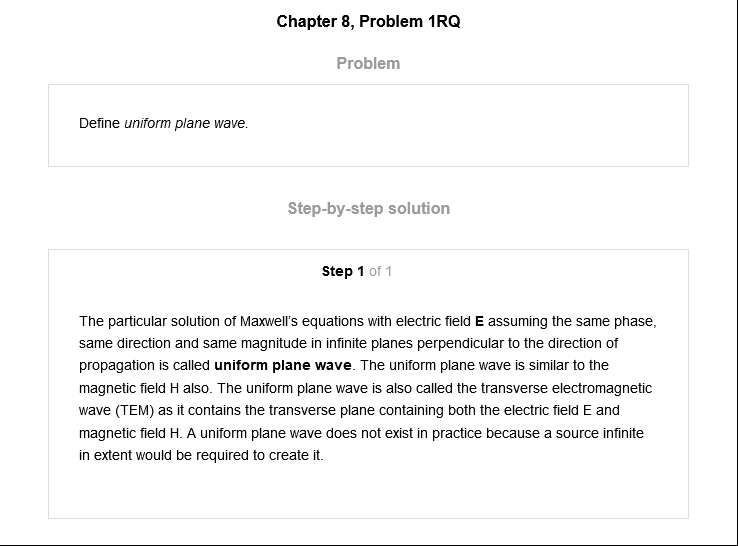 Chapter 8, Problem 1RQ
Problem
Define uniform plane wave.
Step-by-step solution
Step 1 of 1
The particular solution of Maxwell's equations with electric field E assuming the same phase,
same direction and same magnitude in infinite planes perpendicular to the direction of
propagation is called uniform plane wave. The uniform plane wave is similar to the
magnetic field H also. The uniform plane wave is also called the transverse electromagnetic
wave (TEM) as it contains the transverse plane containing both the electric field E and
magnetic field H. A uniform plane wave does not exist in practice because a source infinite
in extent would be required to create it.